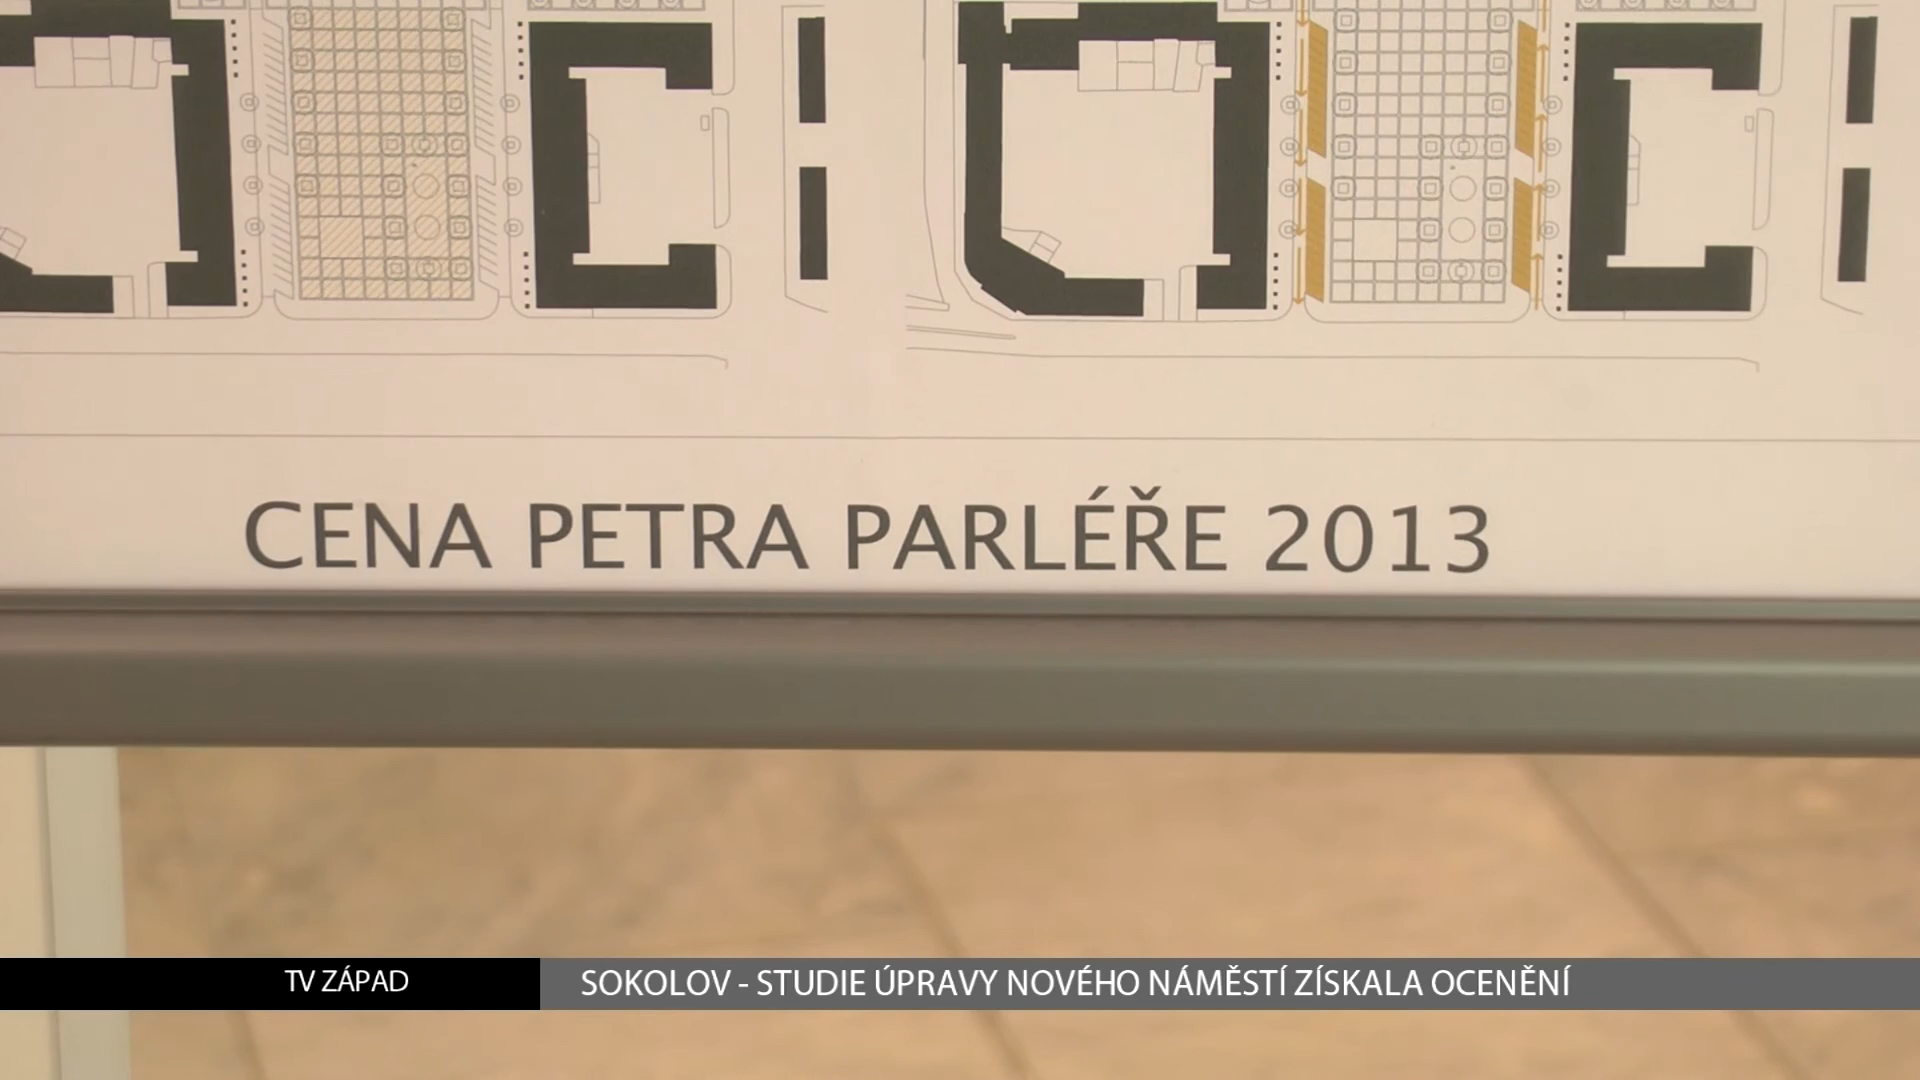 CENA PETRA PARLÉŘE 2013
TV ZÁPAD
SOKOLOV - STUDIE ÚPRAVY NOVÉHO NÁMĚSTÍ ZÍSKALA OCENĚNÍ